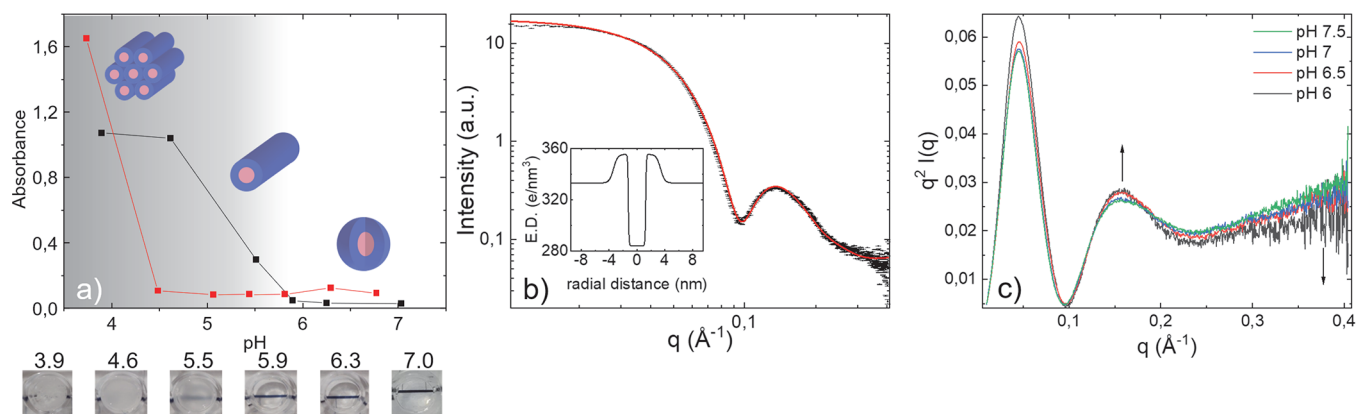 1,6
1,2
0,8
0,4
0,0
Absorbance
a)
4
5
6
7
pH
3.9
4.6
5.5
5.9
6.3
7.0
10
1
0,1
Intensity (a.u.)
360
320
280
E.D. (e/nm³)
-8 -4 0 4 8
radial distance (nm)
b)
0,1
q (Å⁻¹)
0,06
0,05
0,04
0,03
0,02
0,01
q² I(q)
pH 7.5
pH 7
pH 6.5
pH 6
c)
0,1
0,2
0,3
0,4
q (Å⁻¹)